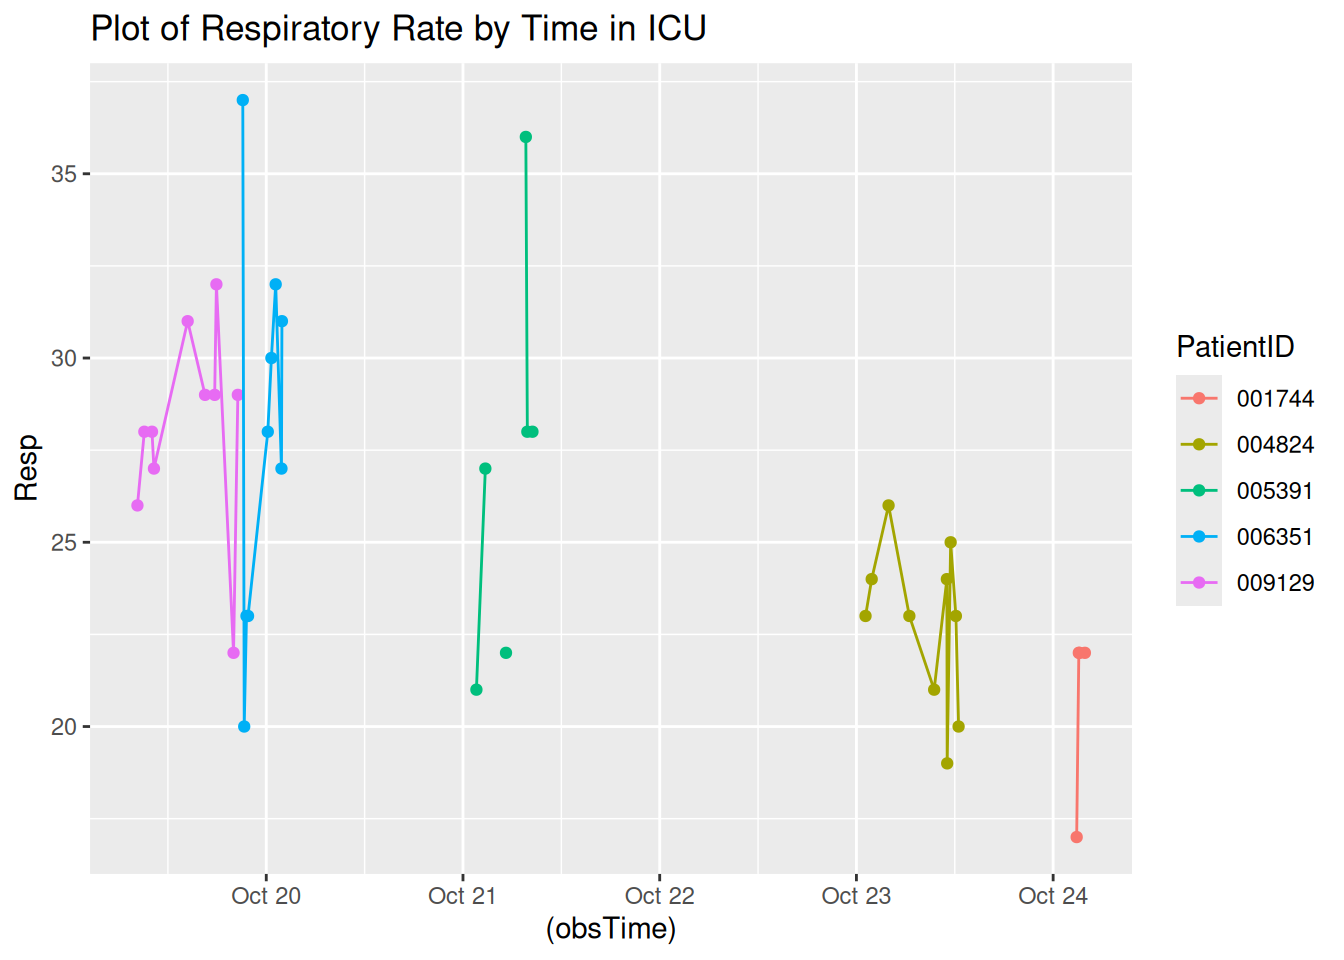 Plot of Respiratory Rate by Time in ICU
35
30
25
20
Resp
Oct 20
Oct 21
Oct 22
Oct 23
Oct 24
(obsTime)
PatientID
001744
004824
005391
006351
009129